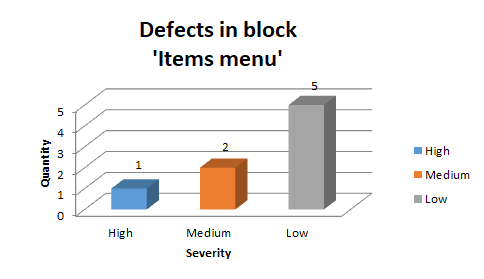 Defects in block
'Items menu'
5
5
4
2
3
1
2
1
0
Quantity
High
Medium
Low
High
Medium
Low
Severity